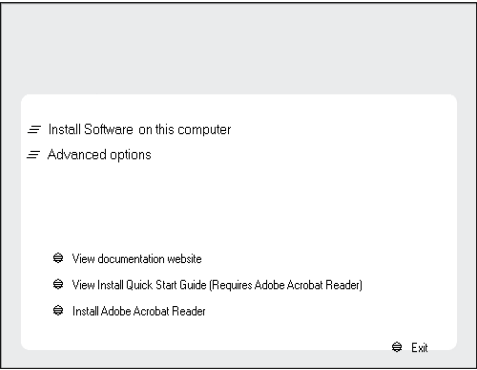 Install Software on this computer
Advanced options
View documentation website
View Install Quick Start Guide (Requires Adobe Acrobat Reader)
Install Adobe Acrobat Reader
Exit